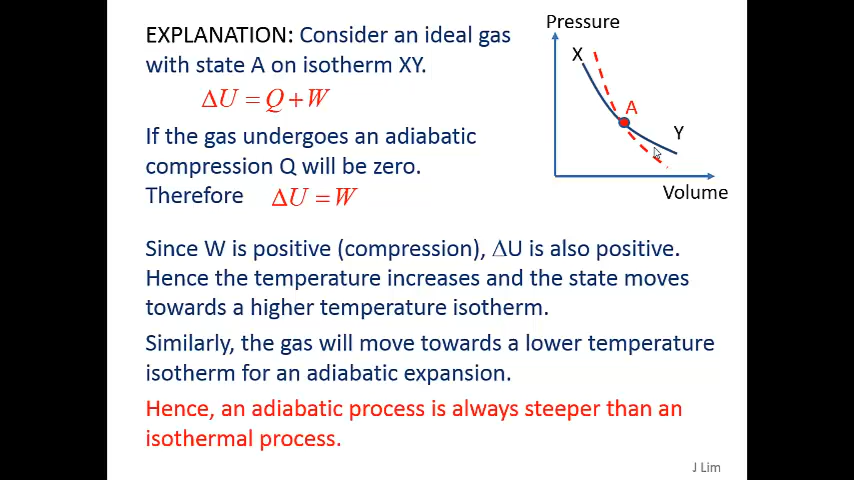 EXPLANATION: Consider an ideal gas
with state A on isotherm XY.
ΔU = Q + W
If the gas undergoes an adiabatic
compression Q will be zero.
Therefore ΔU = W
Since W is positive (compression), ΔU is also positive.
Hence the temperature increases and the state moves
towards a higher temperature isotherm.
Similarly, the gas will move towards a lower temperature
isotherm for an adiabatic expansion.
Hence, an adiabatic process is always steeper than an
isothermal process.
Pressure
X
A
Y
Volume
J Lim